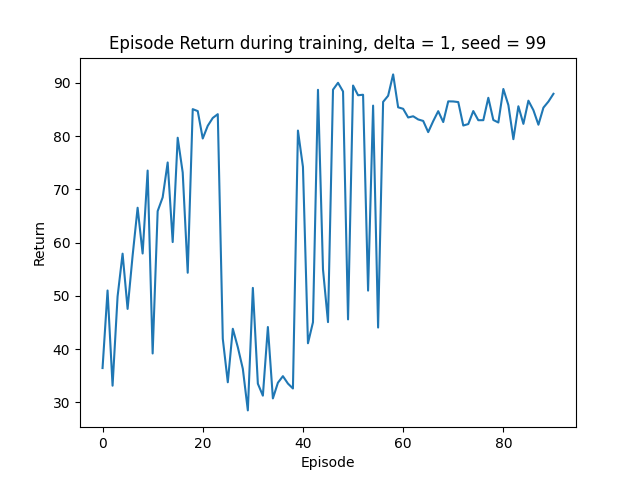 Episode Return during training, delta = 1, seed = 99
90
80
70
60
50
40
30
Return
0 20 40 60 80
Episode